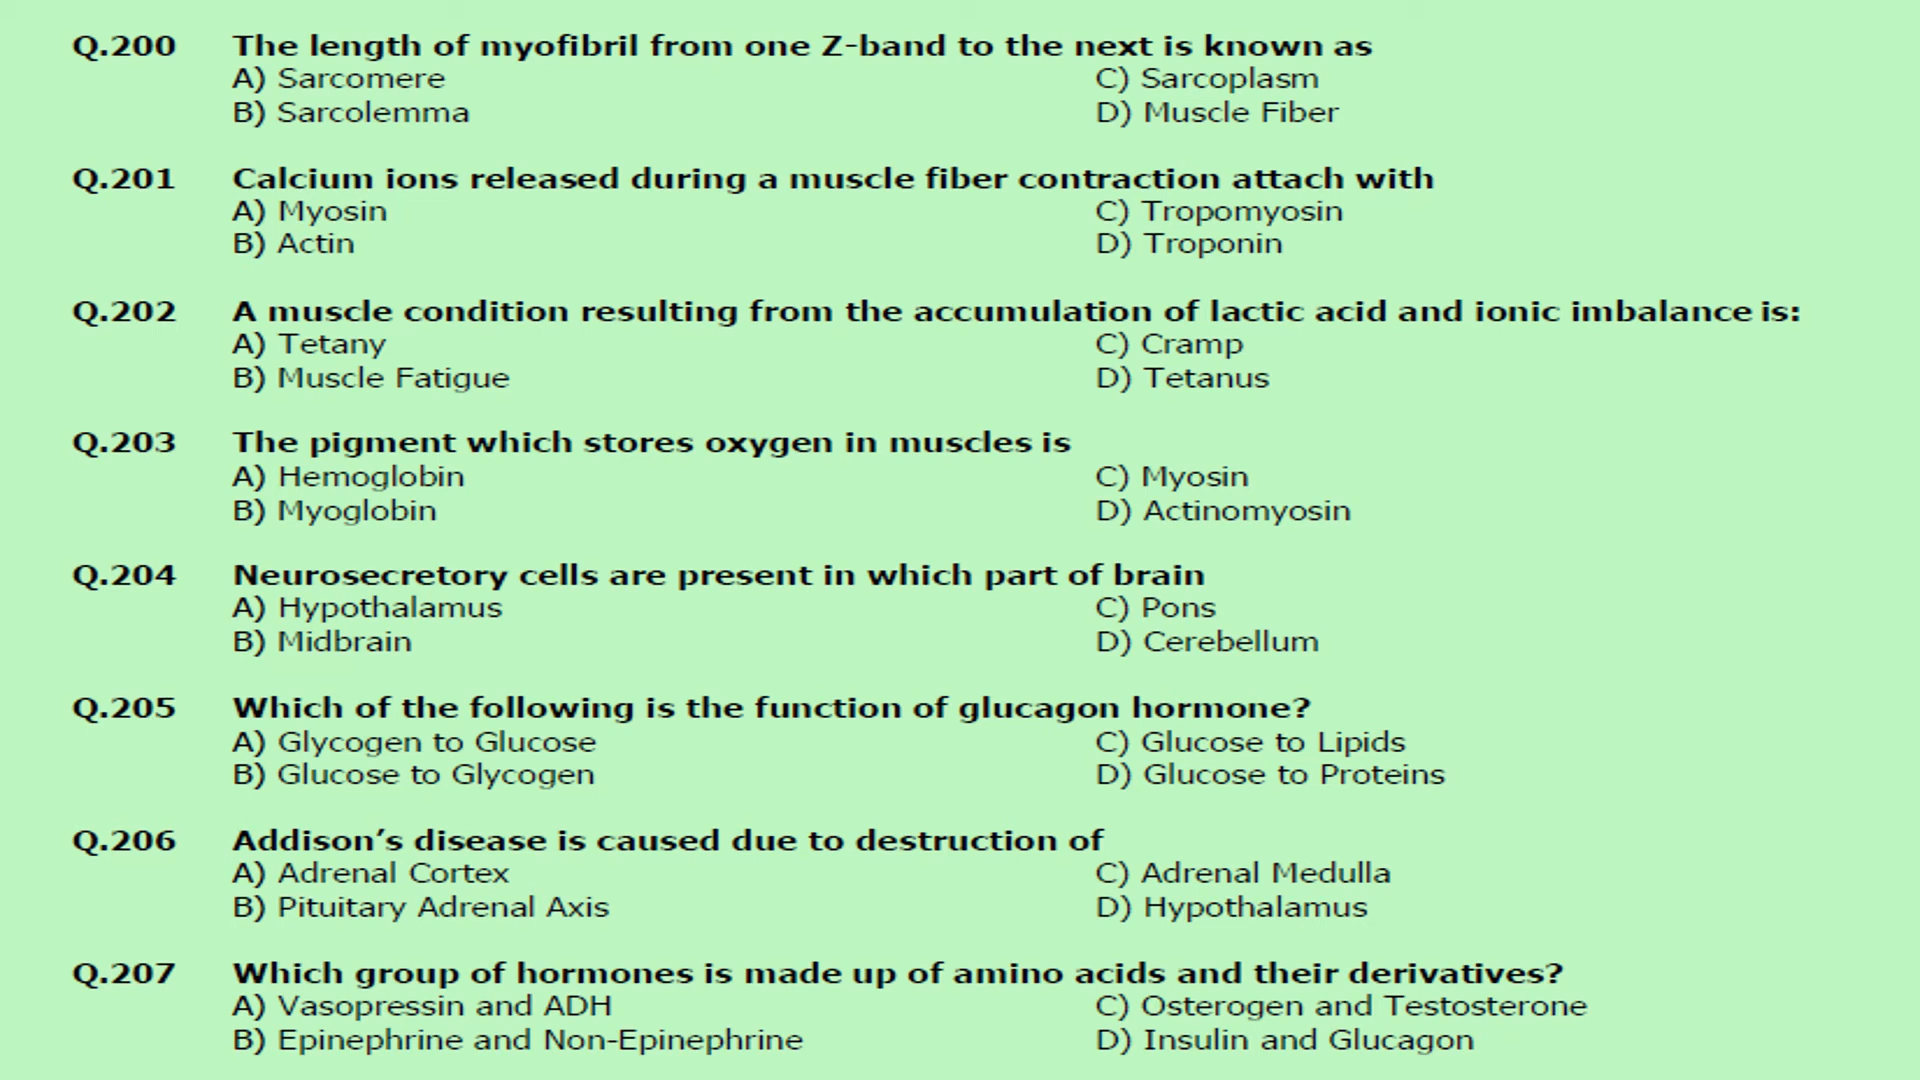 Q.200 The length of myofibril from one Z-band to the next is known as
A) Sarcomere C) Sarcoplasm
B) Sarcolemma D) Muscle Fiber
Q.201 Calcium ions released during a muscle fiber contraction attach with
A) Myosin C) Tropomyosin
B) Actin D) Troponin
Q.202 A muscle condition resulting from the accumulation of lactic acid and ionic imbalance is:
A) Tetany C) Cramp
B) Muscle Fatigue D) Tetanus
Q.203 The pigment which stores oxygen in muscles is
A) Hemoglobin C) Myosin
B) Myoglobin D) Actinomyosin
Q.204 Neurosecretory cells are present in which part of brain
A) Hypothalamus C) Pons
B) Midbrain D) Cerebellum
Q.205 Which of the following is the function of glucagon hormone?
A) Glycogen to Glucose C) Glucose to Lipids
B) Glucose to Glycogen D) Glucose to Proteins
Q.206 Addison’s disease is caused due to destruction of
A) Adrenal Cortex C) Adrenal Medulla
B) Pituitary Adrenal Axis D) Hypothalamus
Q.207 Which group of hormones is made up of amino acids and their derivatives?
A) Vasopressin and ADH C) Osterogen and Testosterone
B) Epinephrine and Non-Epinephrine D) Insulin and Glucagon